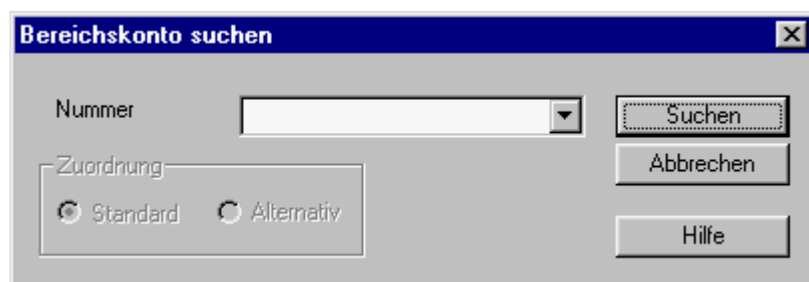 Bereichskonto suchen
Nummer
Suchen
Zuordnung
Abbrechen
Standard Alternativ
Hilfe